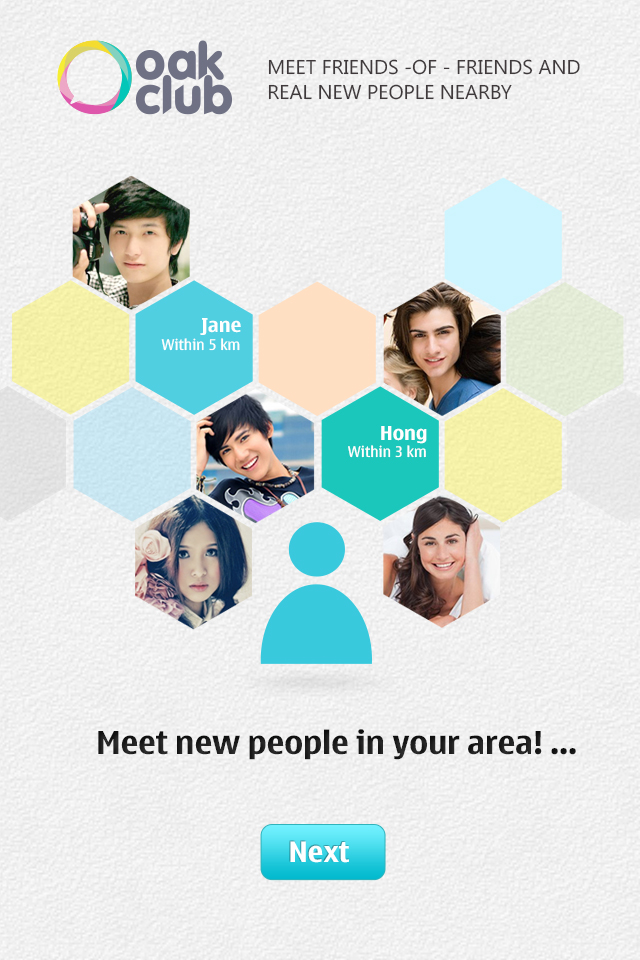 oak
club
MEET FRIENDS -OF - FRIENDS AND
REAL NEW PEOPLE NEARBY
Jane
Within 5 km
Hong
Within 3 km
Meet new people in your area! ...
Next